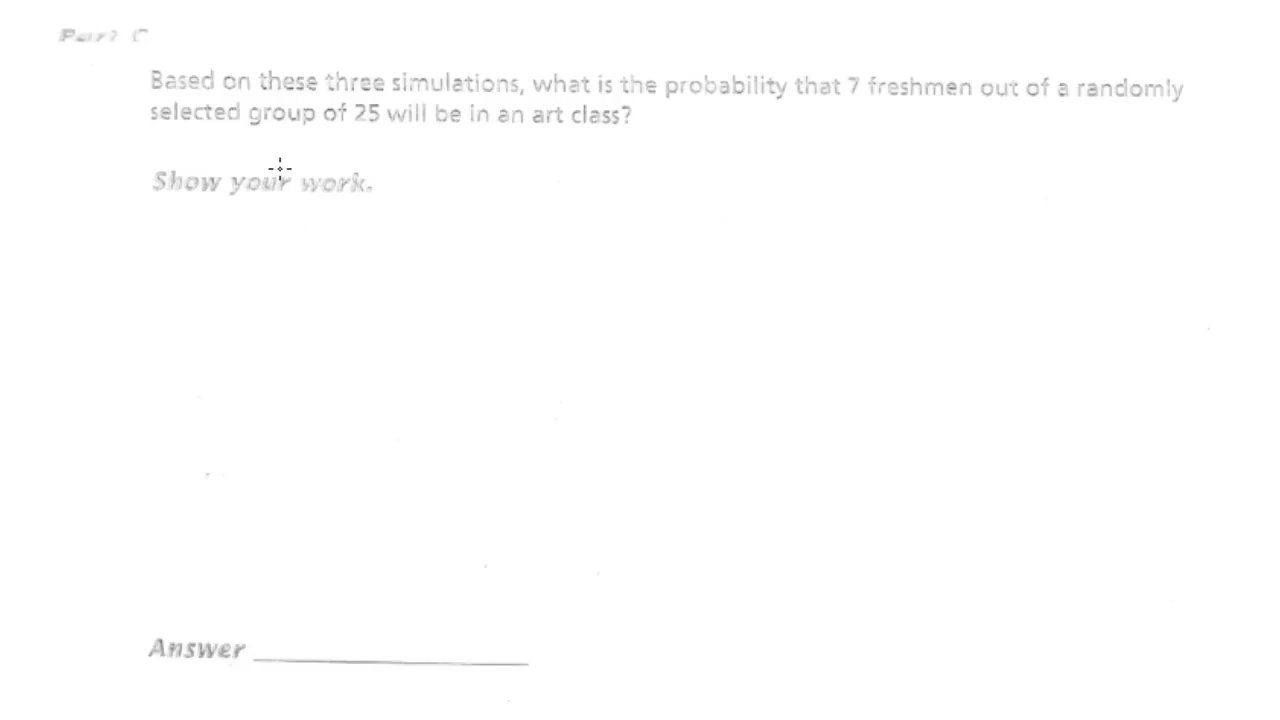 Part C
Based on these three simulations, what is the probability that 7 freshmen out of a randomly
selected group of 25 will be in an art class?
Show your work.
Answer